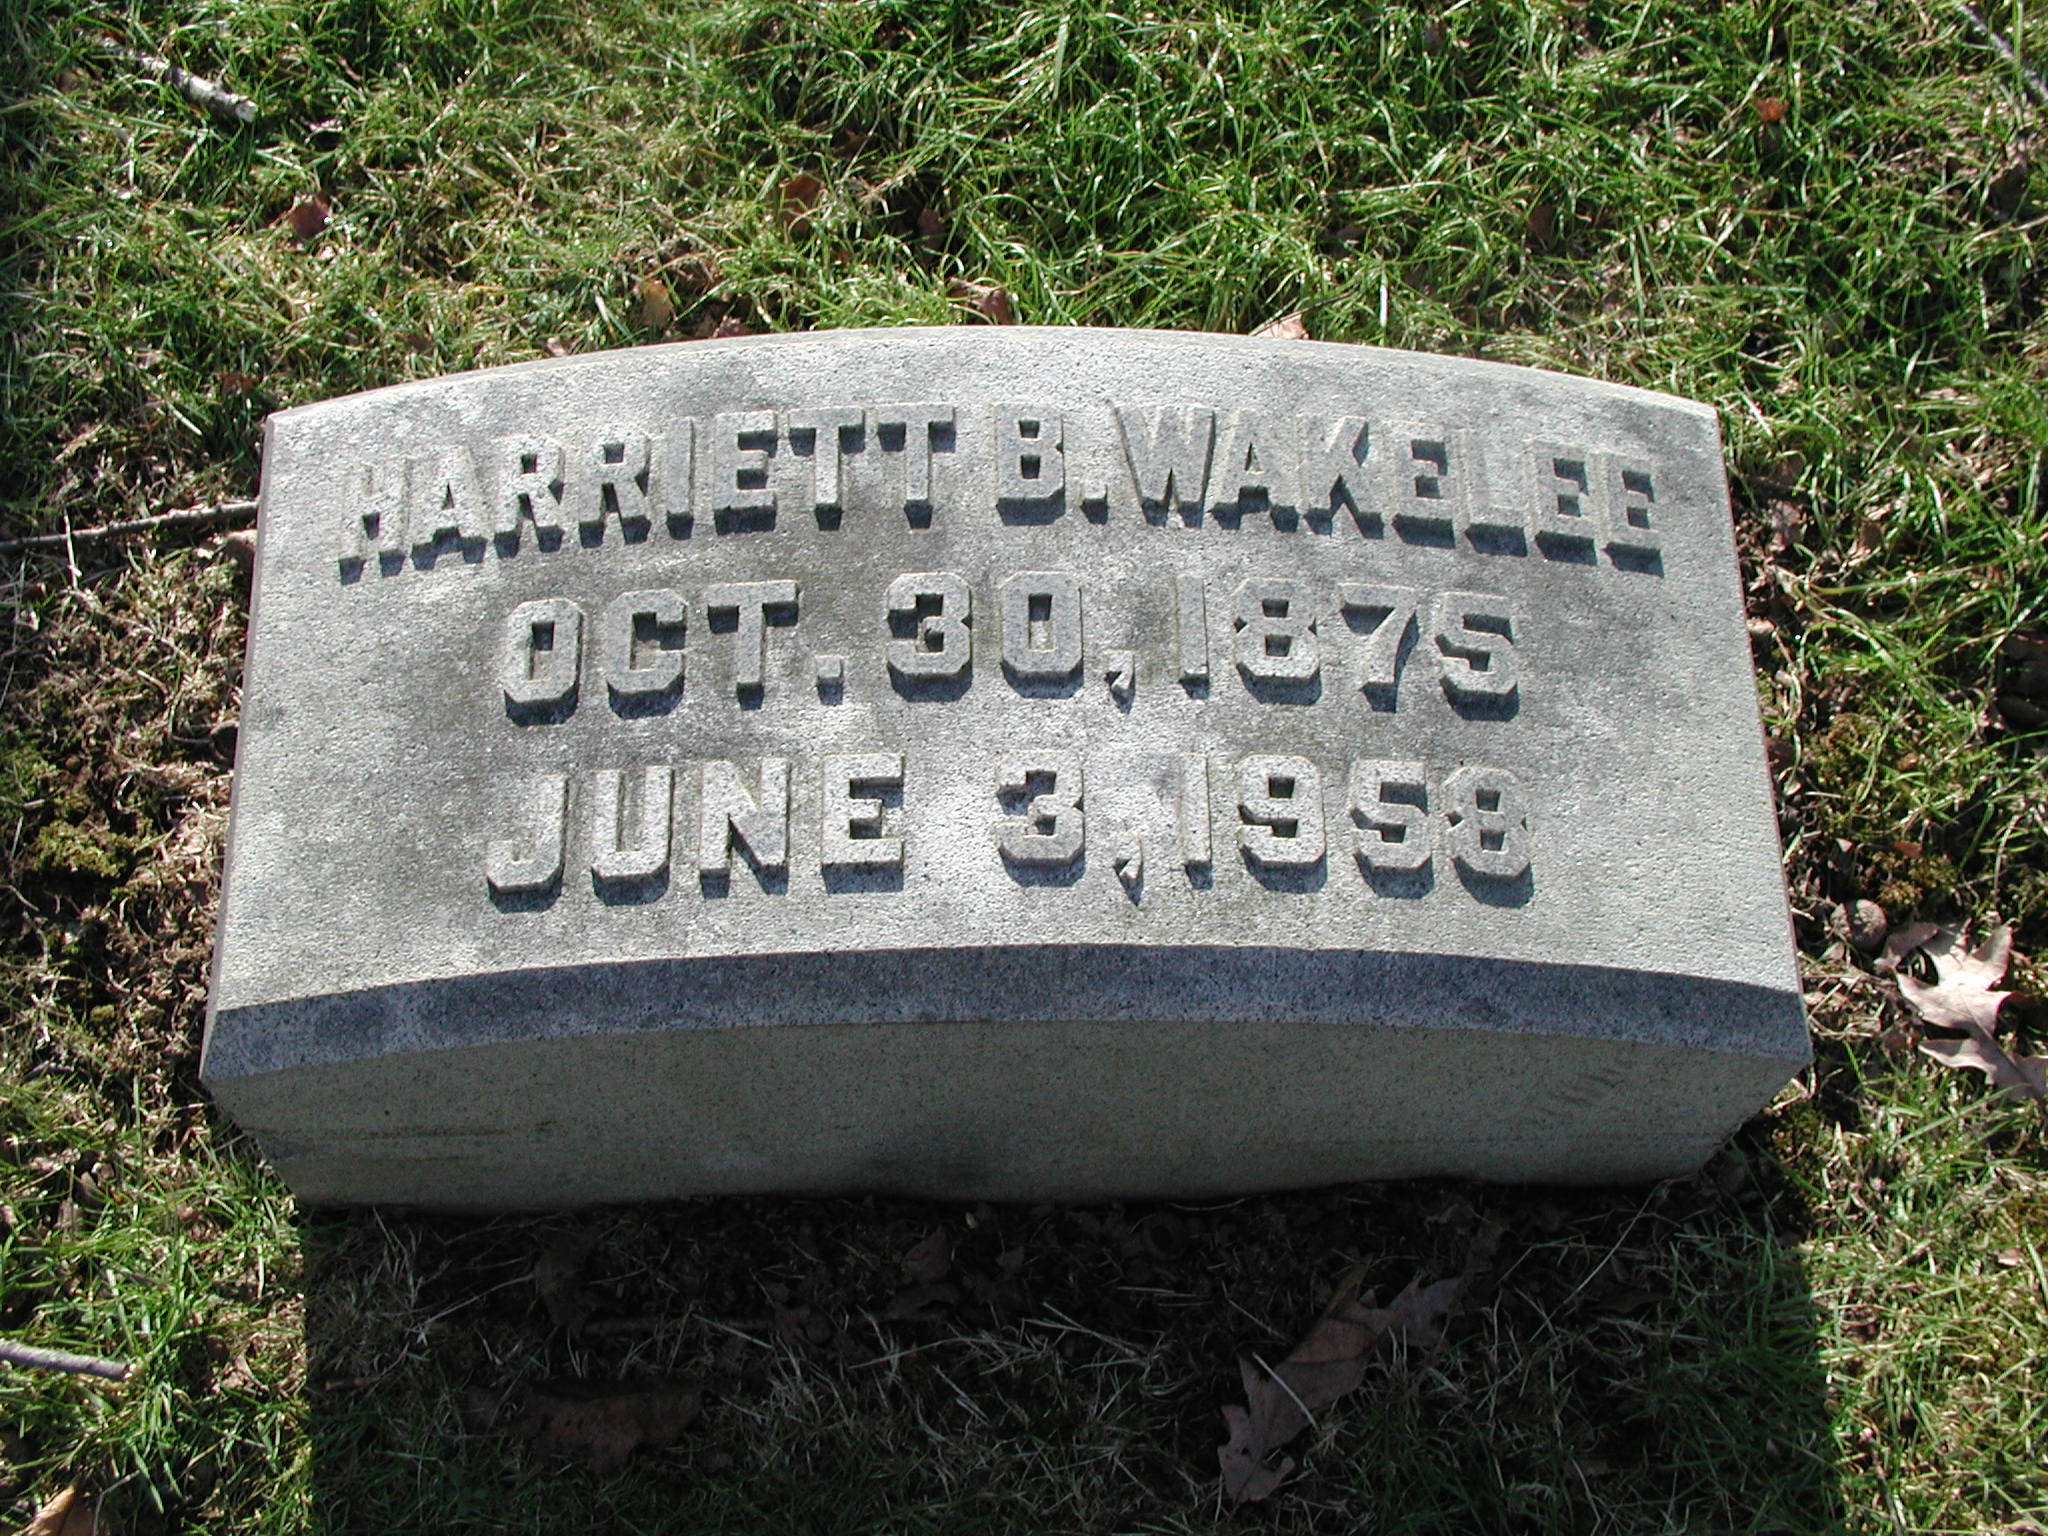 HARRIETT B. WAKELEE
OCT. 30, 1875
JUNE 3, 1958